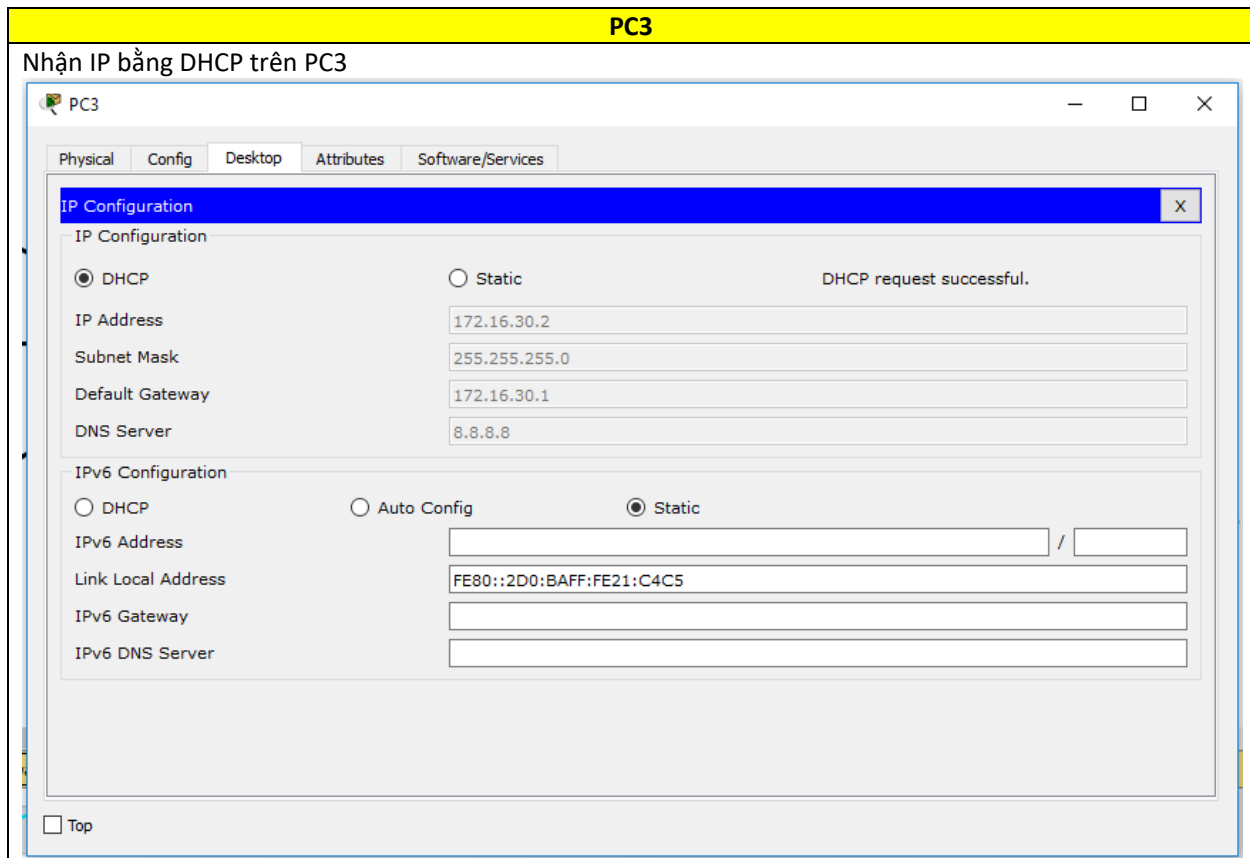 PC3
Nhận IP bằng DHCP trên PC3
PC3
Physical Config Desktop Attributes Software/Services
IP Configuration X
IP Configuration
DHCP Static DHCP request successful.
IP Address 172.16.30.2
Subnet Mask 255.255.255.0
Default Gateway 172.16.30.1
DNS Server 8.8.8.8
IPv6 Configuration
DHCP Auto Config Static
IPv6 Address /
Link Local Address FE80::2D0:BAFF:FE21:C4C5
IPv6 Gateway
IPv6 DNS Server
Top